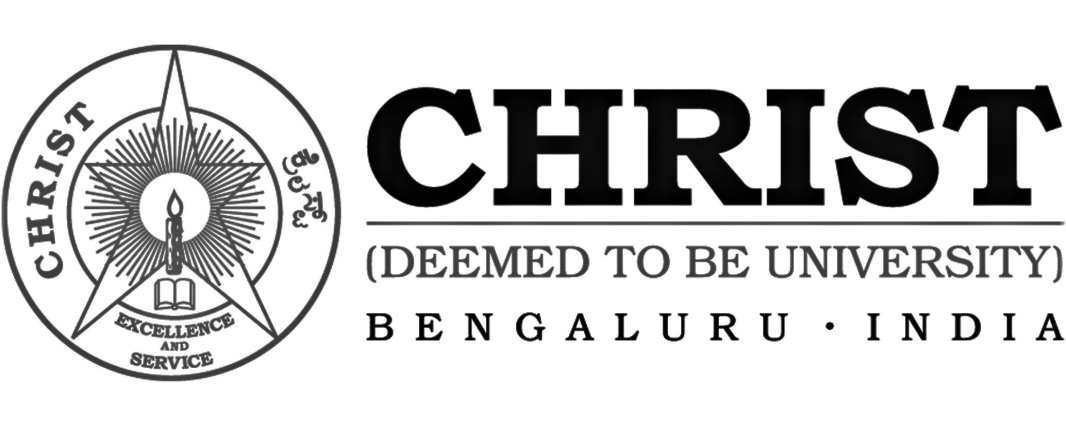 CHRIST
ಕ್ರೈಸ್ಟ್
EXCELLENCE
AND
SERVICE
CHRIST
(DEEMED TO BE UNIVERSITY)
BENGALURU · INDIA